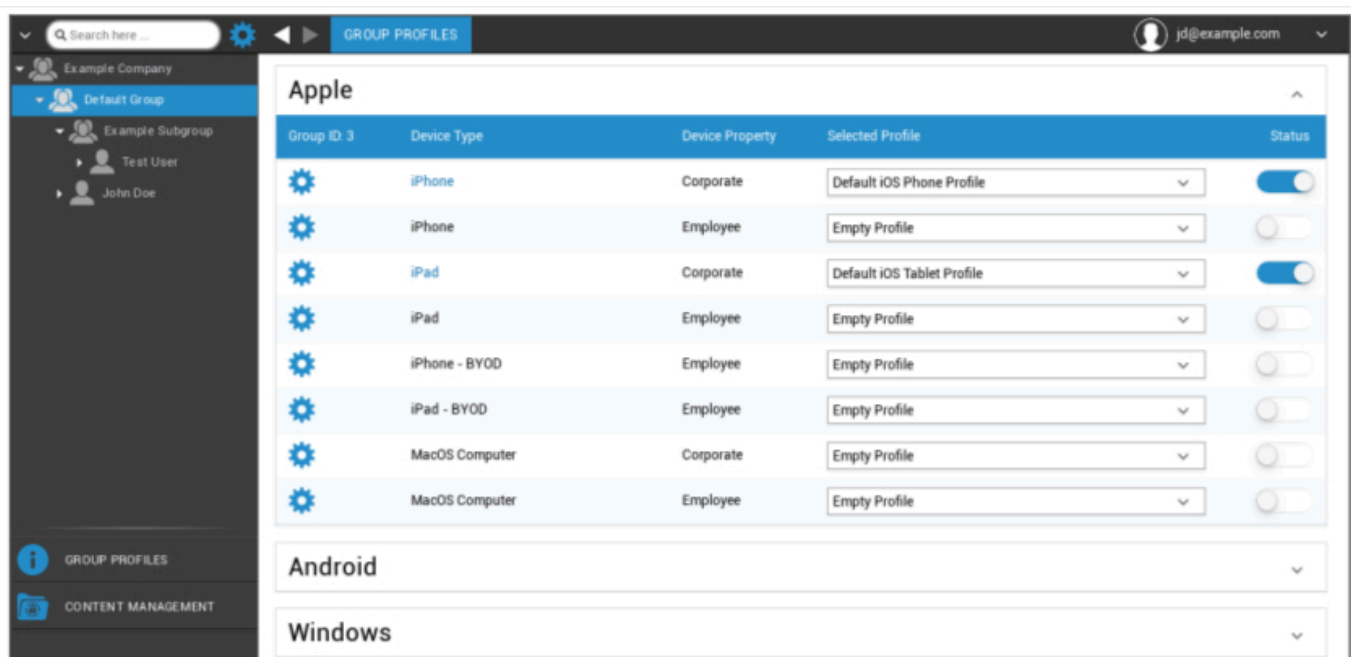 Search here ...
GROUP PROFILES
jd@example.com
Example Company
Default Group
Example Subgroup
Test User
John Doe
GROUP PROFILES
CONTENT MANAGEMENT
Apple
Group ID: 3 Device Type Device Property Selected Profile Status
iPhone Corporate Default iOS Phone Profile
iPhone Employee Empty Profile
iPad Corporate Default iOS Tablet Profile
iPad Employee Empty Profile
iPhone - BYOD Employee Empty Profile
iPad - BYOD Employee Empty Profile
MacOS Computer Corporate Empty Profile
MacOS Computer Employee Empty Profile
Android
Windows